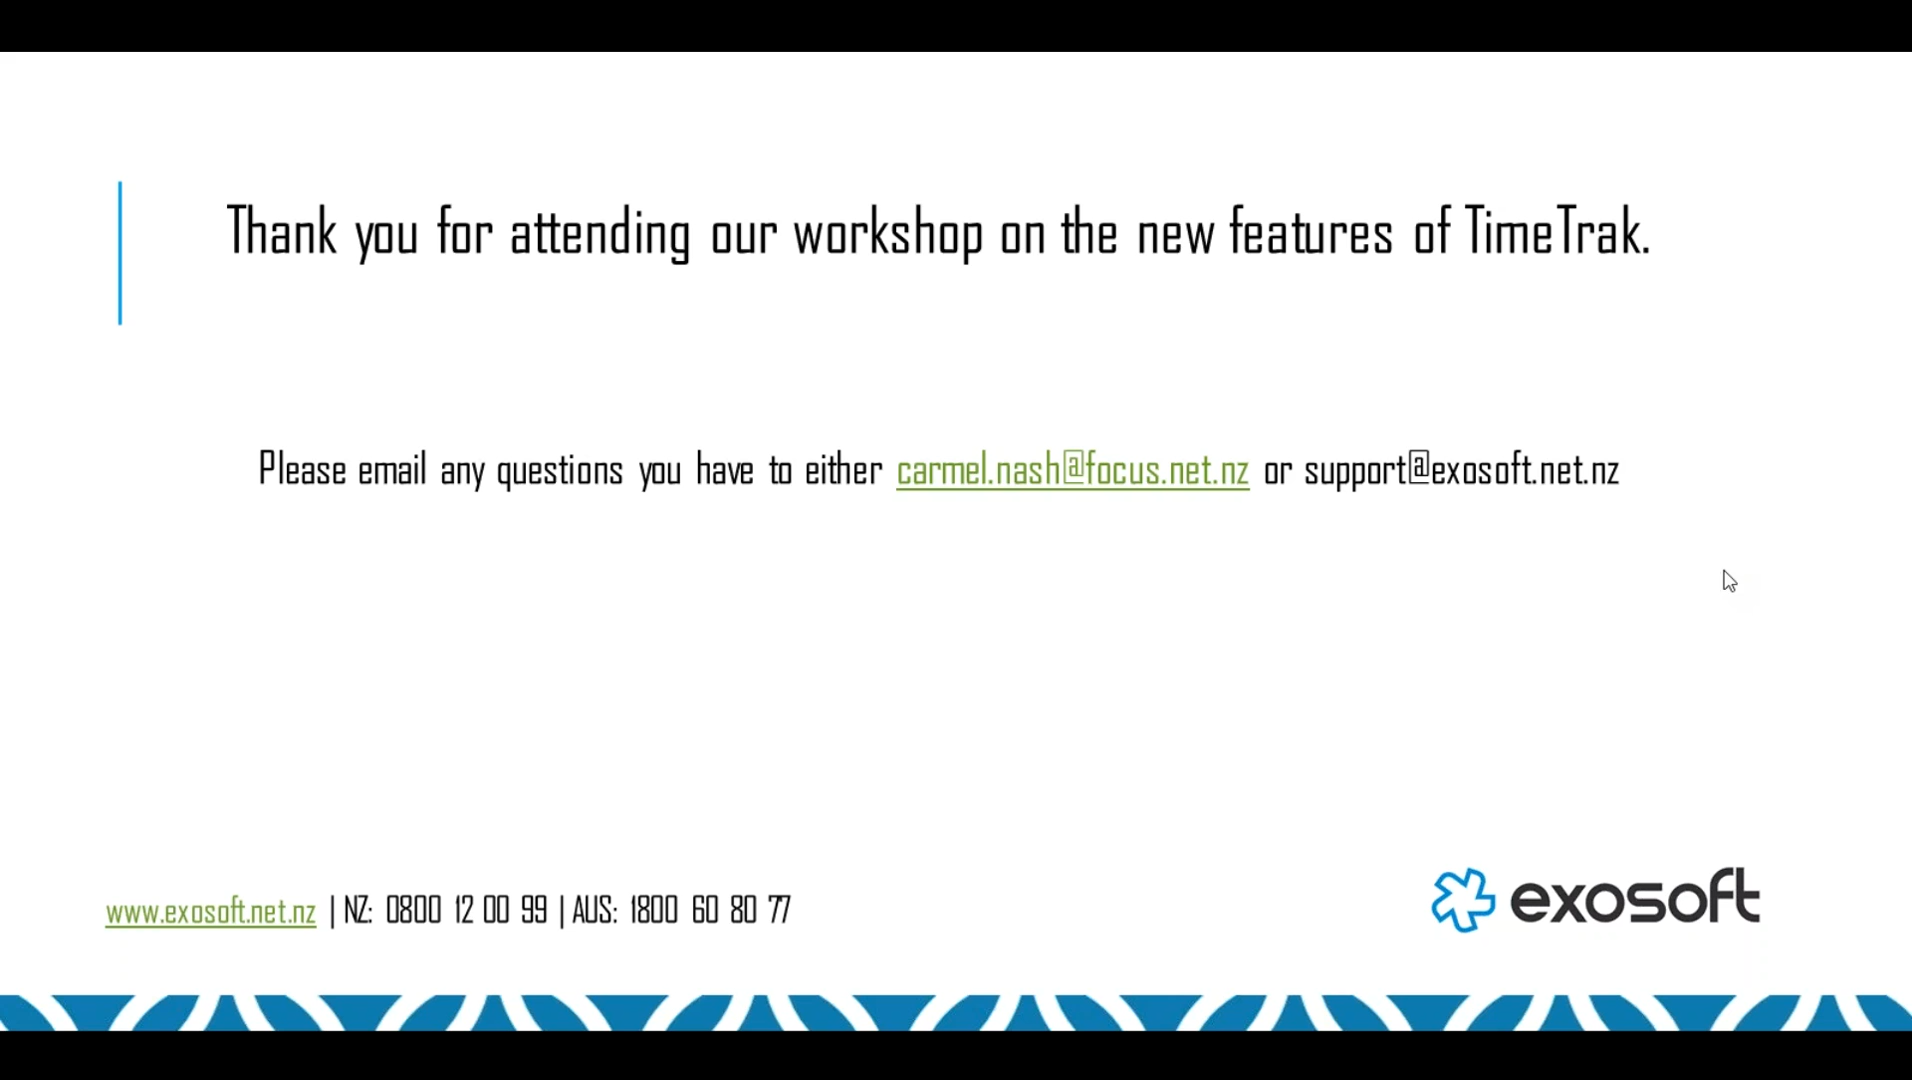 Thank you for attending our workshop on the new features of TimeTrak.
Please email any questions you have to either carmel.nash@focus.net.nz or support@exosoft.net.nz
www.exosoft.net.nz | NZ: 0800 12 00 99 | AUS: 1800 60 80 77
exosoft